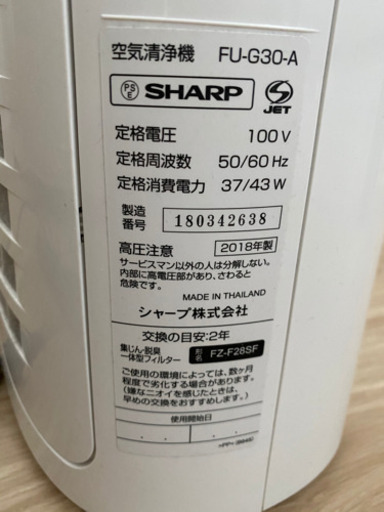 空気清浄機 FU-G30-A
PS E SHARP JET
定格電圧 100V
定格周波数 50/60 Hz
定格消費電力 37/43 W
製造番号 180342638
高圧注意 2018年製
サービスマン以外の人は分解しない。
内部に高電圧部があり、さわると
危険です。
MADE IN THAILAND
シャープ株式会社
交換の目安:2年
集じん・脱臭
一体型フィルター 形名 FZ-F28SF
ご使用の環境によっては、数ヶ月
程度で劣化する場合があります。
(嫌なニオイを感じたときは、
早めの交換をおすすめします)
使用開始日
. .　. .